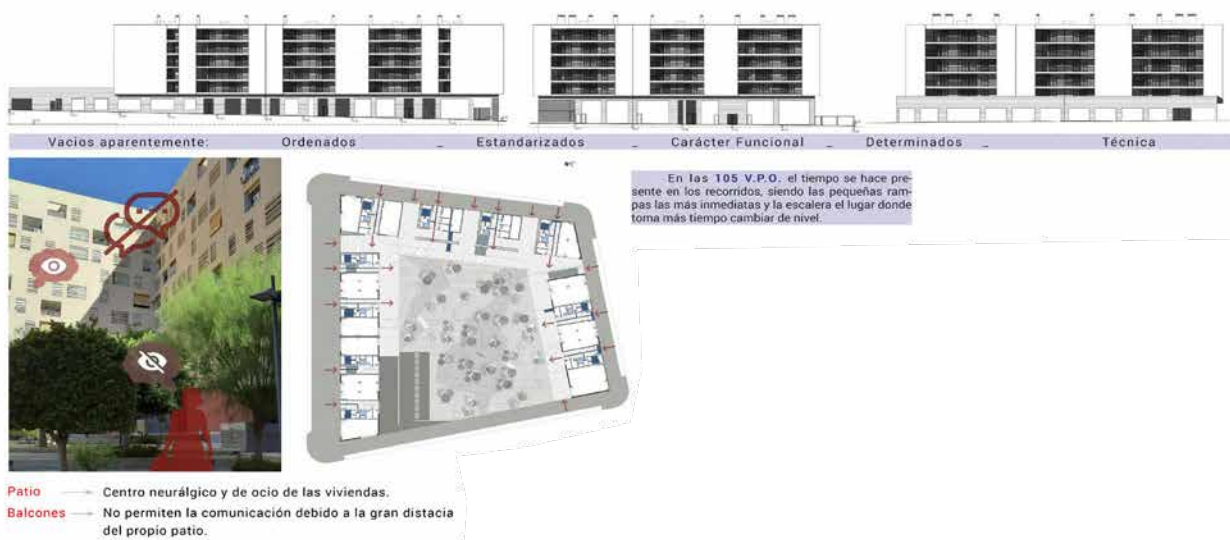 Vacios aparentemente: Ordenados _ Estandarizados _ Carácter Funcional _ Determinados _ Técnica
En las 105 V.P.O. el tiempo se hace pre-
sente en los recorridos, siendo las pequeñas ram-
pas las más inmediatas y la escalera el lugar donde
toma más tiempo cambiar de nivel.
Patio → Centro neurálgico y de ocio de las viviendas.
Balcones → No permiten la comunicación debido a la gran distacia
del propio patio.